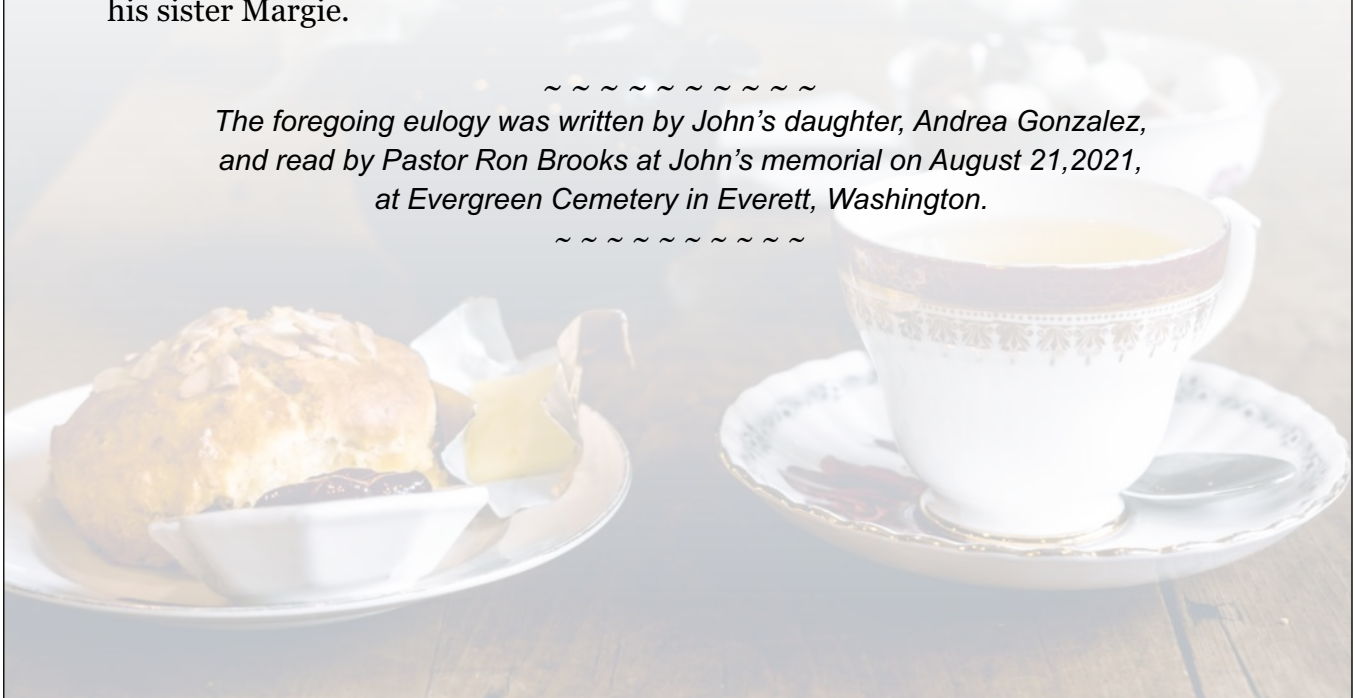 his sister Margie.
~ ~ ~ ~ ~ ~ ~ ~ ~ ~
The foregoing eulogy was written by John’s daughter, Andrea Gonzalez,
and read by Pastor Ron Brooks at John’s memorial on August 21,2021,
at Evergreen Cemetery in Everett, Washington.
~ ~ ~ ~ ~ ~ ~ ~ ~ ~